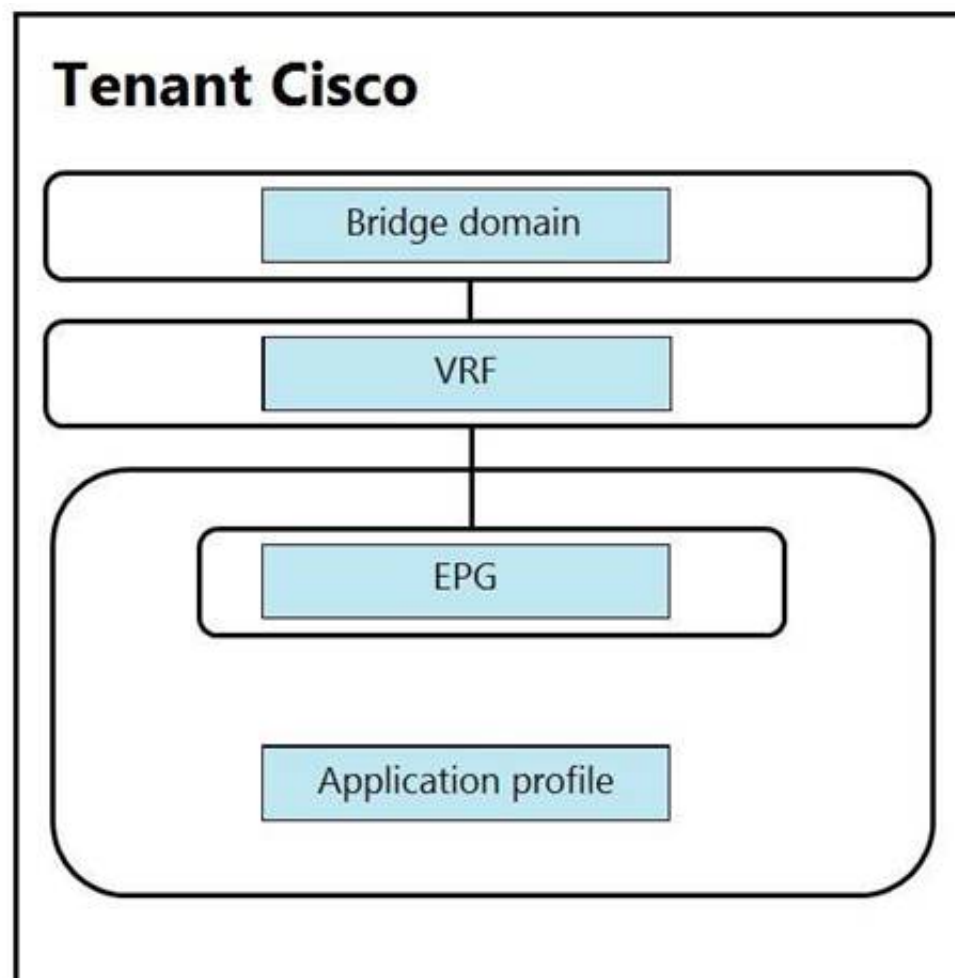 Tenant Cisco
Bridge domain
VRF
EPG
Application profile